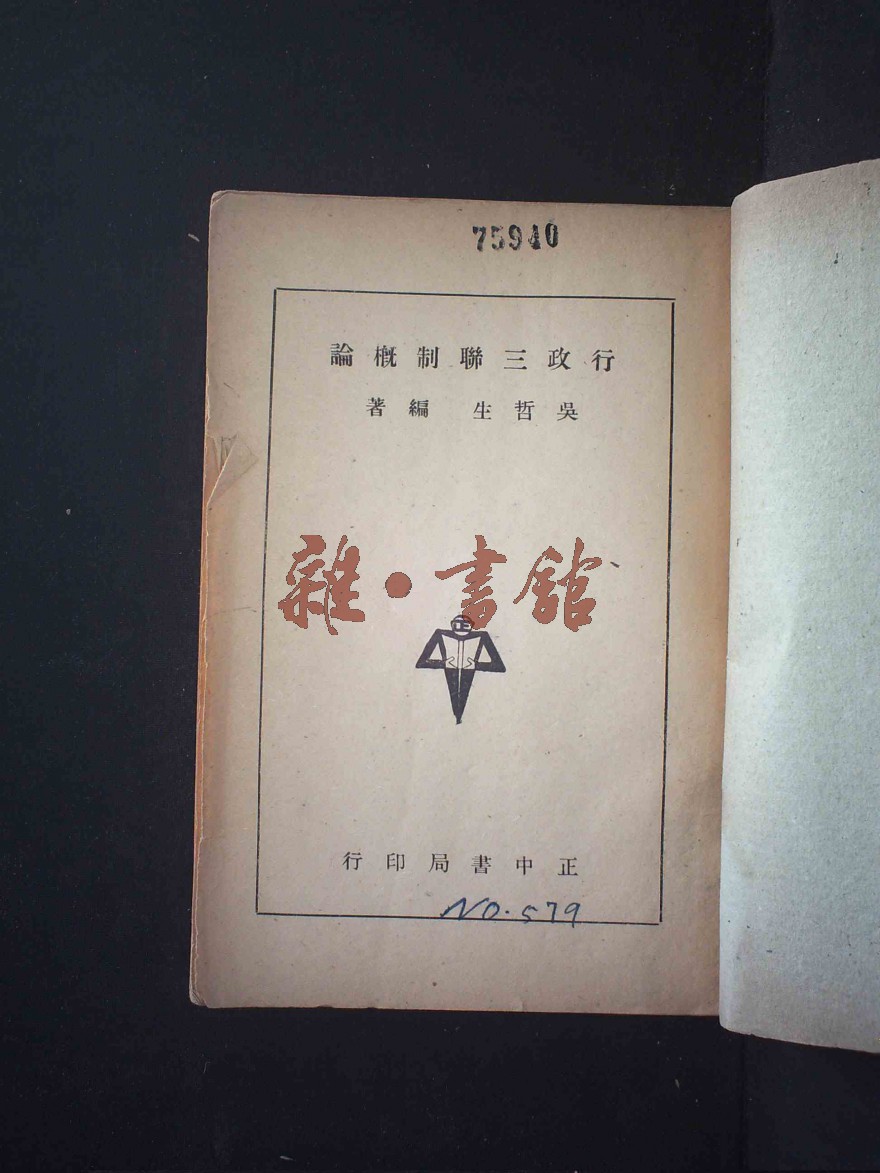 75940
行政三聯制概論
吳哲生 編著
雜·書館
正
正中書局印行
NO.579